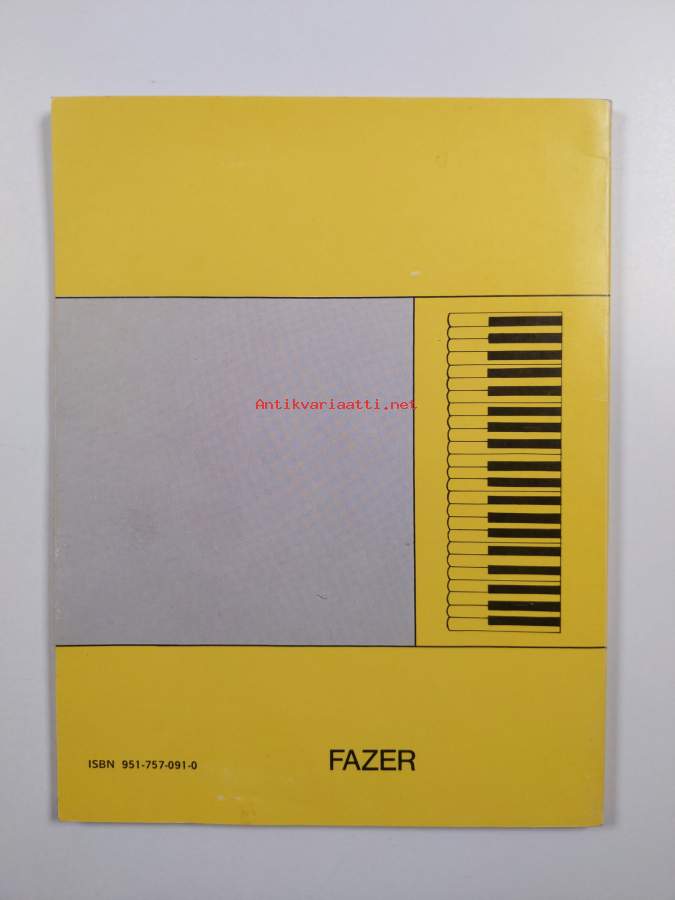 Antikvariaatti.net
ISBN 951-757-091-0
FAZER